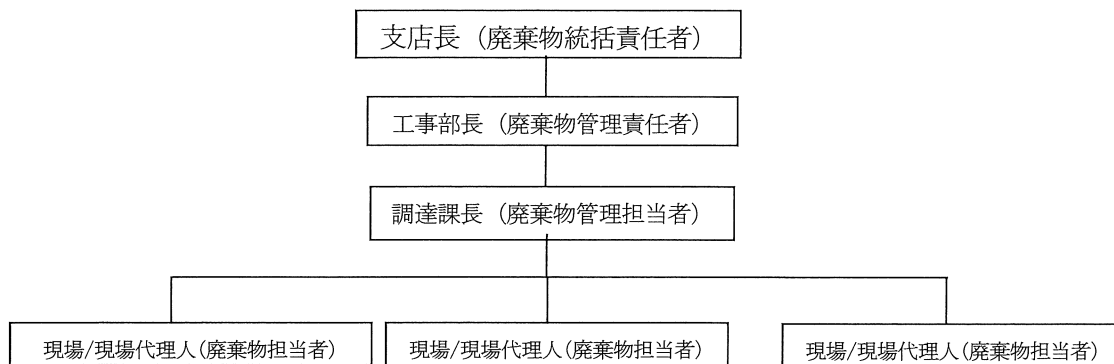 支店長（廃棄物統括責任者）
工事部長（廃棄物管理責任者）
調達課長（廃棄物管理担当者）
現場/現場代理人(廃棄物担当者)
現場/現場代理人(廃棄物担当者)
現場/現場代理人(廃棄物担当者)